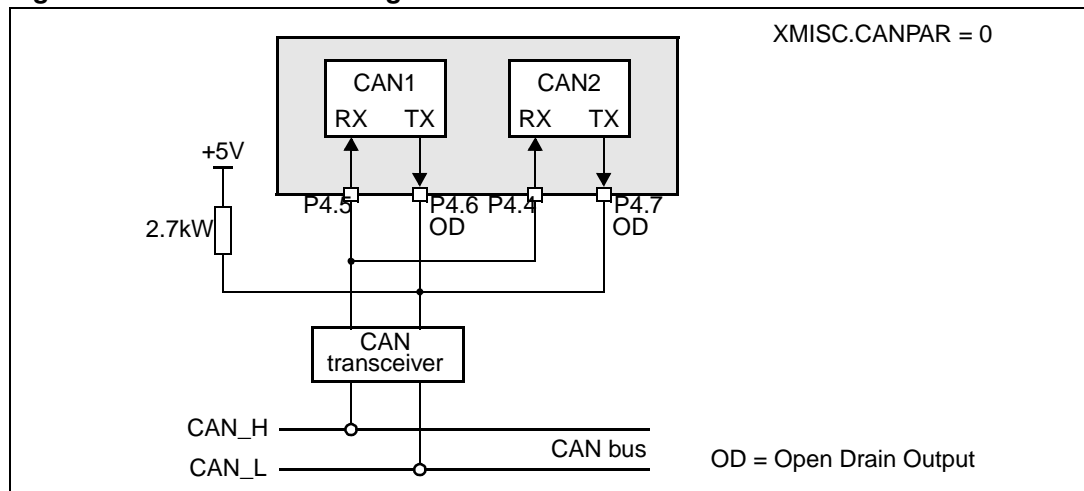 XMISC.CANPAR = 0
CAN1
CAN2
RX TX
RX TX
+5V
P4.5
P4.6
P4.4
P4.7
OD
OD
2.7kW
CAN
transceiver
CAN_H
CAN bus
CAN_L
OD = Open Drain Output